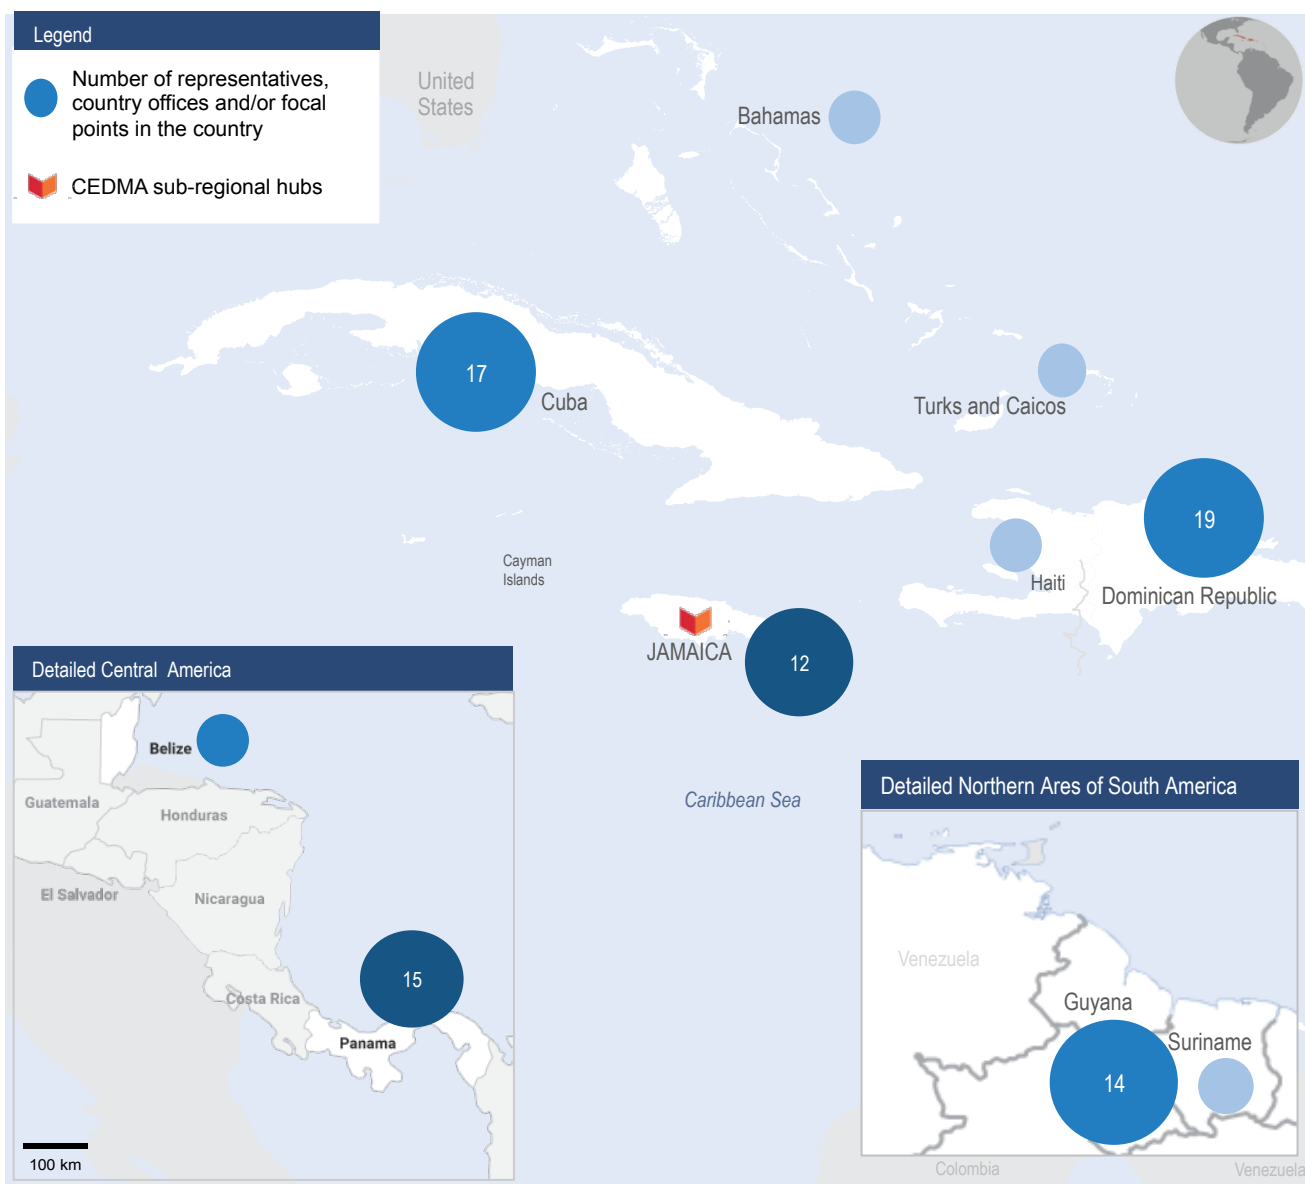 Legend
Number of representatives,
country offices and/or focal
points in the country
CEDMA sub-regional hubs
United
States
Bahamas
17
Cuba
Turks and Caicos
19
Cayman
Islands
Haiti
Dominican Republic
JAMAICA
12
Caribbean Sea
Detailed Central America
Belize
Guatemala
Honduras
El Salvador
Nicaragua
15
Costa Rica
Panama
100 km
Detailed Northern Ares of South America
Venezuela
Guyana
Suriname
14
Colombia
Venezuela